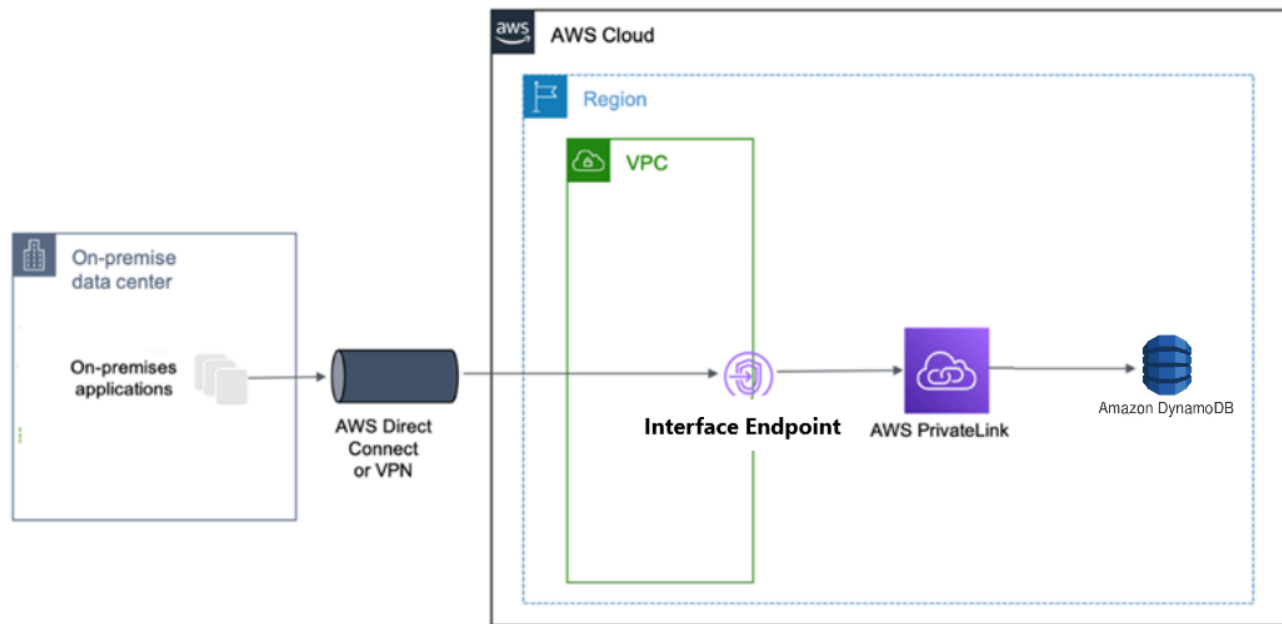 aws
AWS Cloud
Region
VPC
On-premise
data center
On-premises
applications
AWS Direct
Connect
or VPN
Interface Endpoint
AWS PrivateLink
Amazon DynamoDB